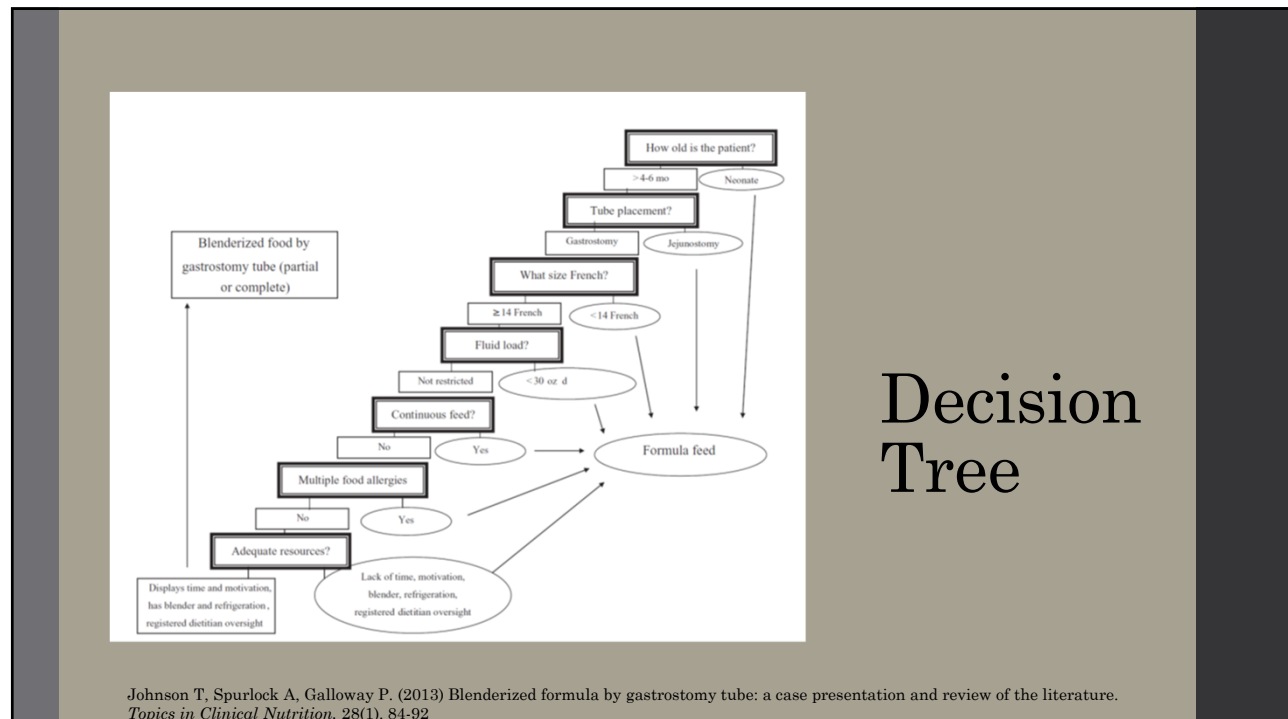 How old is the patient?
>4-6 mo
Neonate
Tube placement?
Gastrostomy
Jejunostomy
What size French?
≥14 French
<14 French
Fluid load?
Not restricted
<30 oz d
Continuous feed?
No
Yes
Multiple food allergies
No
Yes
Adequate resources?
Displays time and motivation,
has blender and refrigeration,
registered dietitian oversight
Lack of time, motivation,
blender, refrigeration,
registered dietitian oversight
Blenderized food by
gastrostomy tube (partial
or complete)
Formula feed
Decision
Tree
Johnson T, Spurlock A, Galloway P. (2013) Blenderized formula by gastrostomy tube: a case presentation and review of the literature.
Topics in Clinical Nutrition. 28(1). 84-92